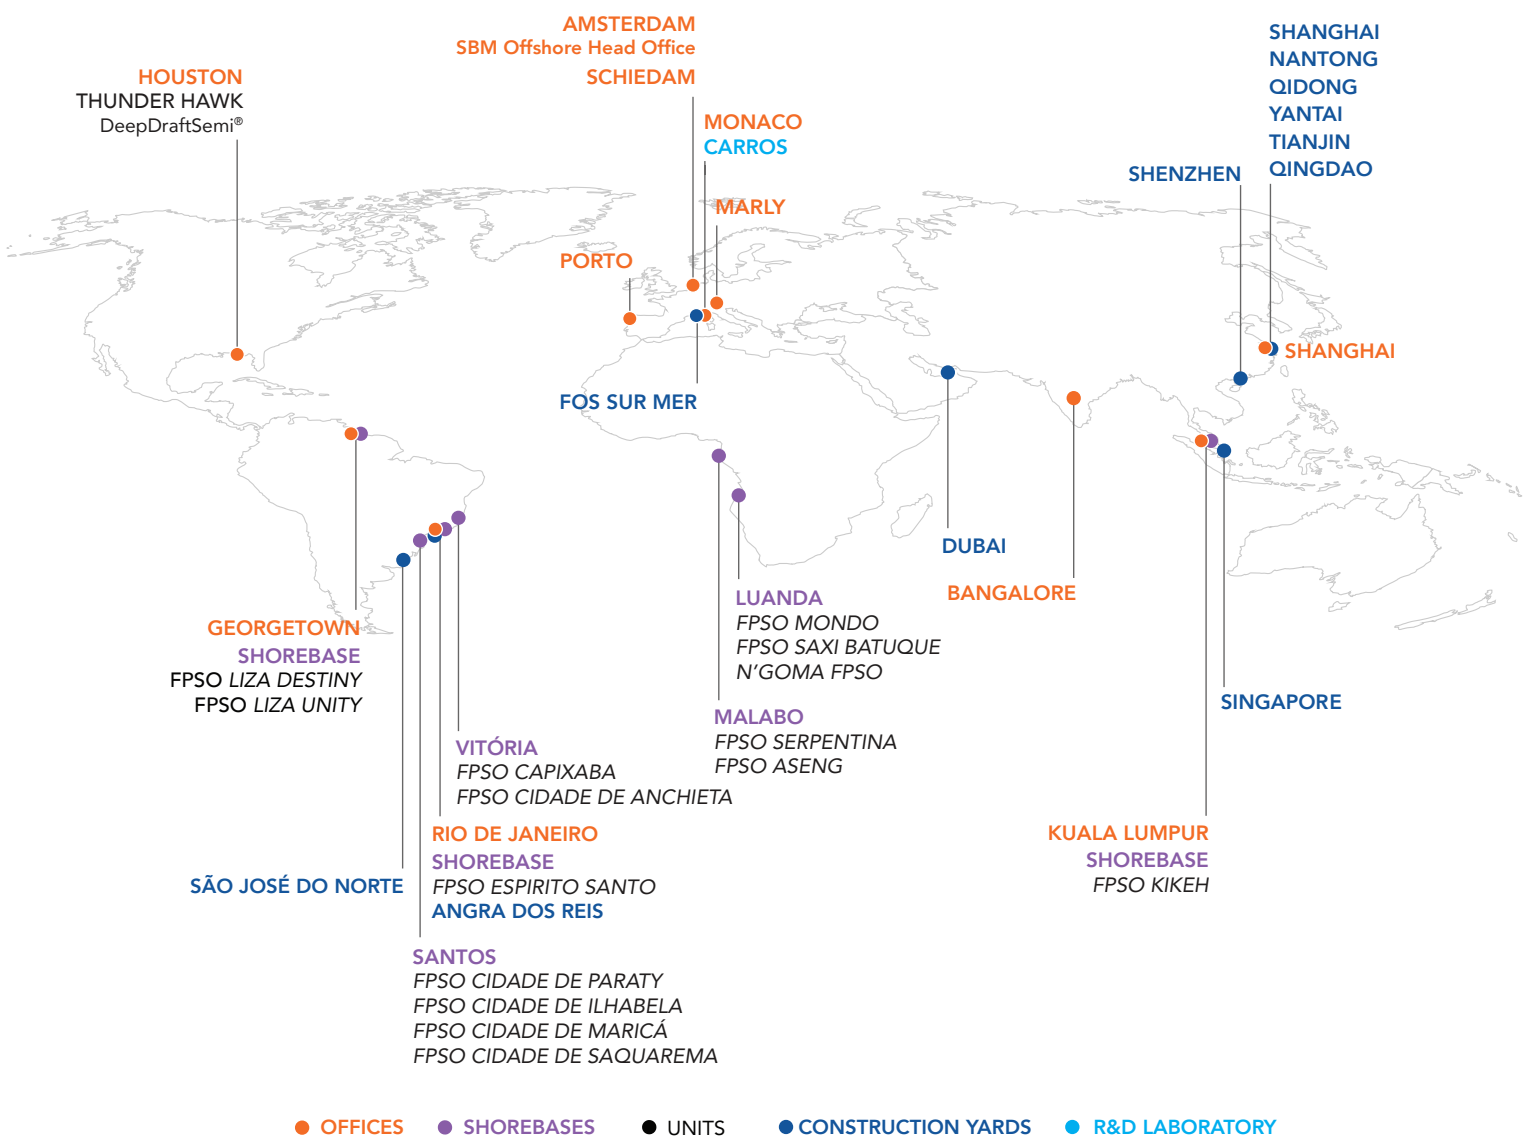 AMSTERDAM
SBM Offshore Head Office
SCHIEDAM
HOUSTON
THUNDER HAWK
DeepDraftSemi®
MONACO
CARROS
MARLY
PORTO
SHANGHAI
NANTONG
QIDONG
YANTAI
TIANJIN
QINGDAO
SHENZHEN
SHANGHAI
FOS SUR MER
DUBAI
BANGALORE
LUANDA
FPSO MONDO
FPSO SAXI BATUQUE
N’GOMA FPSO
GEORGETOWN
SHOREBASE
FPSO LIZA DESTINY
FPSO LIZA UNITY
SINGAPORE
MALABO
FPSO SERPENTINA
FPSO ASENG
VITÓRIA
FPSO CAPIXABA
FPSO CIDADE DE ANCHIETA
RIO DE JANEIRO
SHOREBASE
FPSO ESPIRITO SANTO
ANGRA DOS REIS
SÃO JOSÉ DO NORTE
KUALA LUMPUR
SHOREBASE
FPSO KIKEH
SANTOS
FPSO CIDADE DE PARATY
FPSO CIDADE DE ILHABELA
FPSO CIDADE DE MARICÁ
FPSO CIDADE DE SAQUAREMA
OFFICES SHOREBASES UNITS CONSTRUCTION YARDS R&D LABORATORY